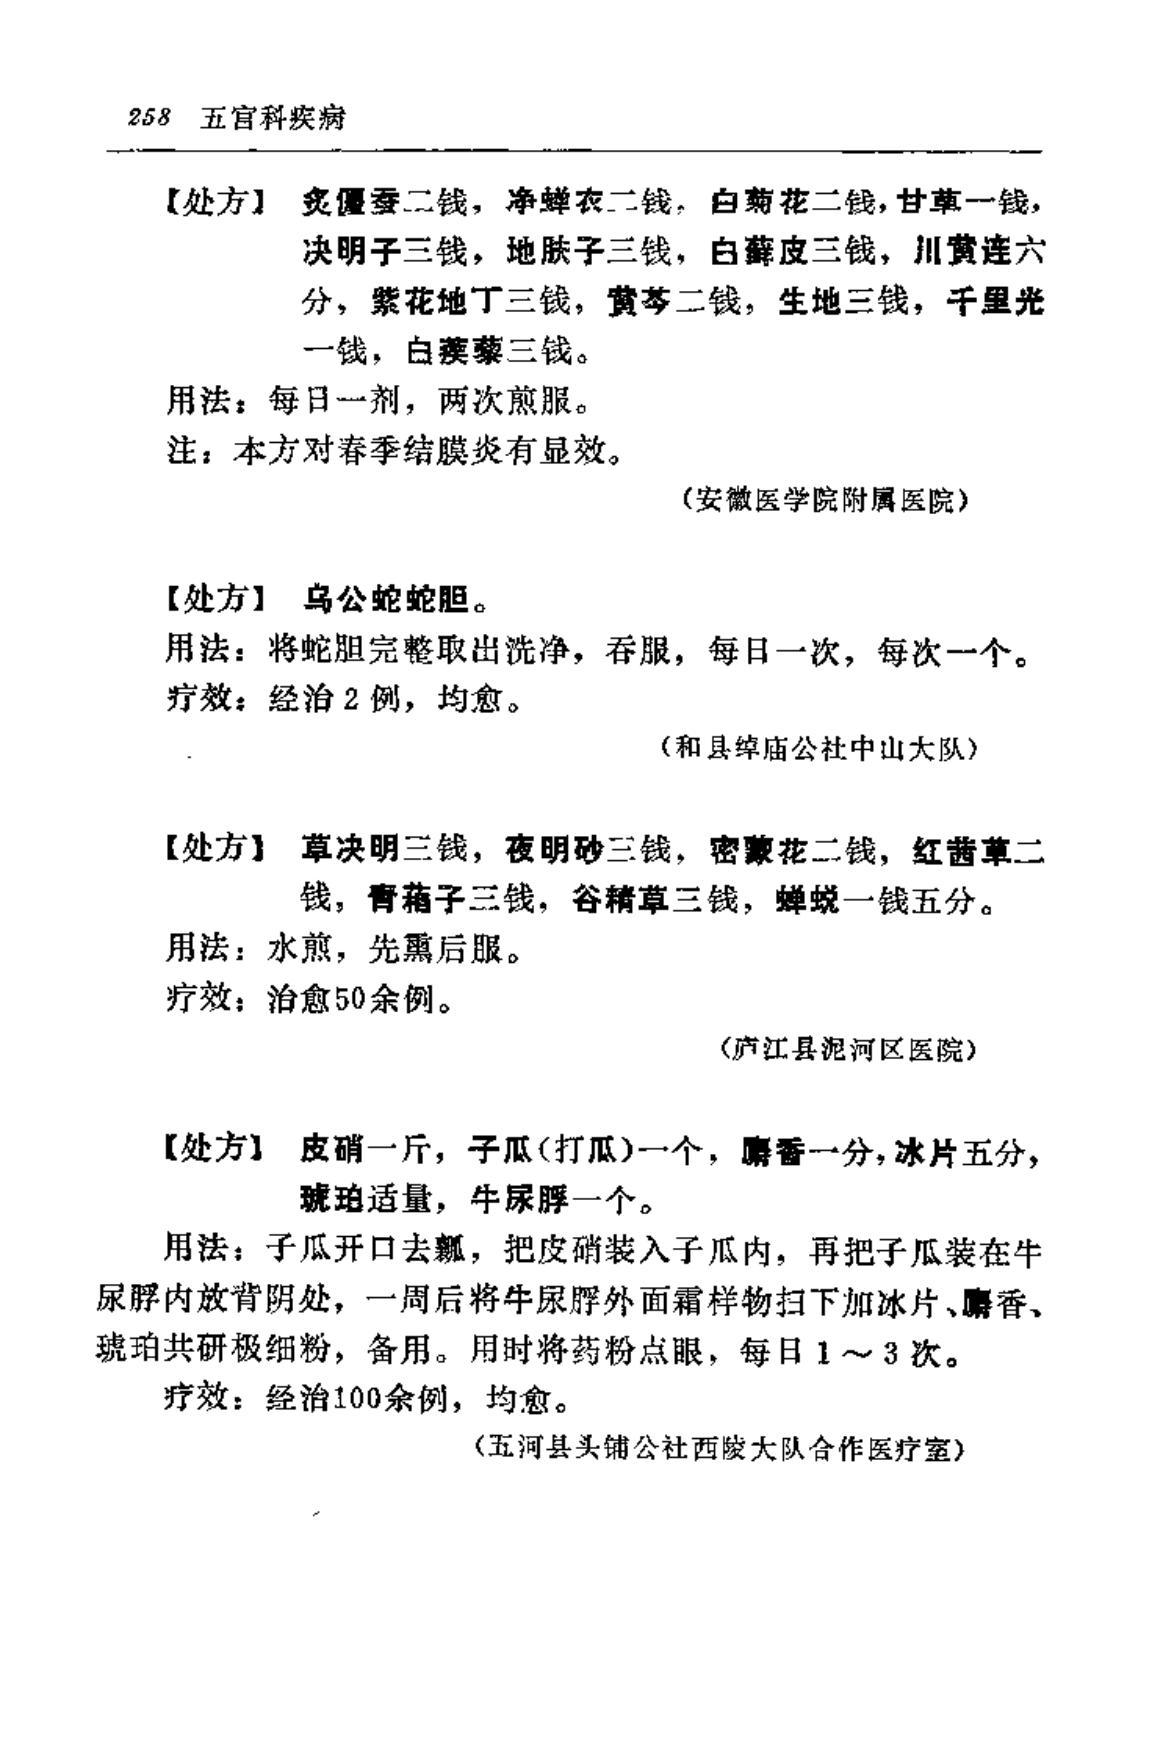 258 五官科疾病
【处方】 炙僵蚕二钱，净蝉衣二钱，白菊花二钱，甘草一钱，
决明子三钱，地肤子三钱，白藓皮三钱，川黄连六
分，紫花地丁三钱，黄芩二钱，生地三钱，千里光
一钱，白蒺藜三钱。
用法：每日一剂，两次煎服。
注：本方对春季结膜炎有显效。
（安徽医学院附属医院）
【处方】 乌公蛇蛇胆。
用法：将蛇胆完整取出洗净，吞服，每日一次，每次一个。
疗效：经治2例，均愈。
（和县绰庙公社中山大队）
【处方】 草决明三钱，夜明砂三钱，密蒙花二钱，红茜草二
钱，青葙子三钱，谷精草三钱，蝉蜕一钱五分。
用法：水煎，先熏后服。
疗效：治愈50余例。
（庐江县泥河区医院）
【处方】 皮硝一斤，子瓜（打瓜）一个，麝香一分，冰片五分，
琥珀适量，牛尿脬一个。
用法：子瓜开口去瓤，把皮硝装入子瓜内，再把子瓜装在牛
尿脬内放背阴处，一周后将牛尿脬外面霜样物扫下加冰片、麝香、
琥珀共研极细粉，备用。用时将药粉点眼，每日1～3次。
疗效：经治100余例，均愈。
（五河县头铺公社西陵大队合作医疗室）